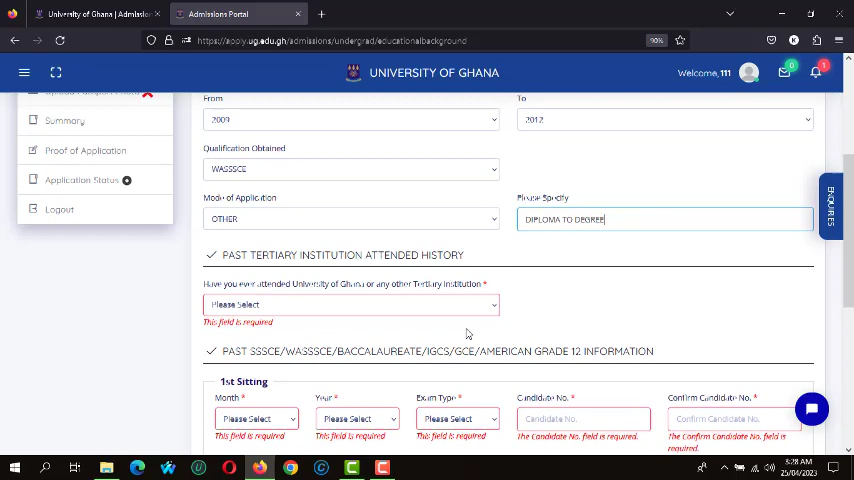 University of Ghana | Admission
Admissions Portal
https://apply.ug.edu.gh/admissions/undergrad/educationalbackground
90%
K
UNIVERSITY OF GHANA
Welcome, 111
0
1
Summary
Proof of Application
Application Status
Logout
From
To
2009
2012
Qualification Obtained
WASSSCE
Mode of Application
Please Specify
OTHER
DIPLOMA TO DEGREE
PAST TERTIARY INSTITUTION ATTENDED HISTORY
Have you ever attended University of Ghana or any other Tertiary Institution *
Please Select
This field is required
PAST SSSCE/WASSSCE/BACCALAUREATE/IGCS/GCE/AMERICAN GRADE 12 INFORMATION
1st Sitting
Month *
Year *
Exam Type *
Candidate No. *
Confirm Candidate No. *
Please Select
Please Select
Please Select
Candidate No.
Confirm Candidate No.
This field is required
This field is required
This field is required
The Candidate No. field is required.
The Confirm Candidate No. field is
required.
ENQUIRES
3:28 AM
25/04/2023